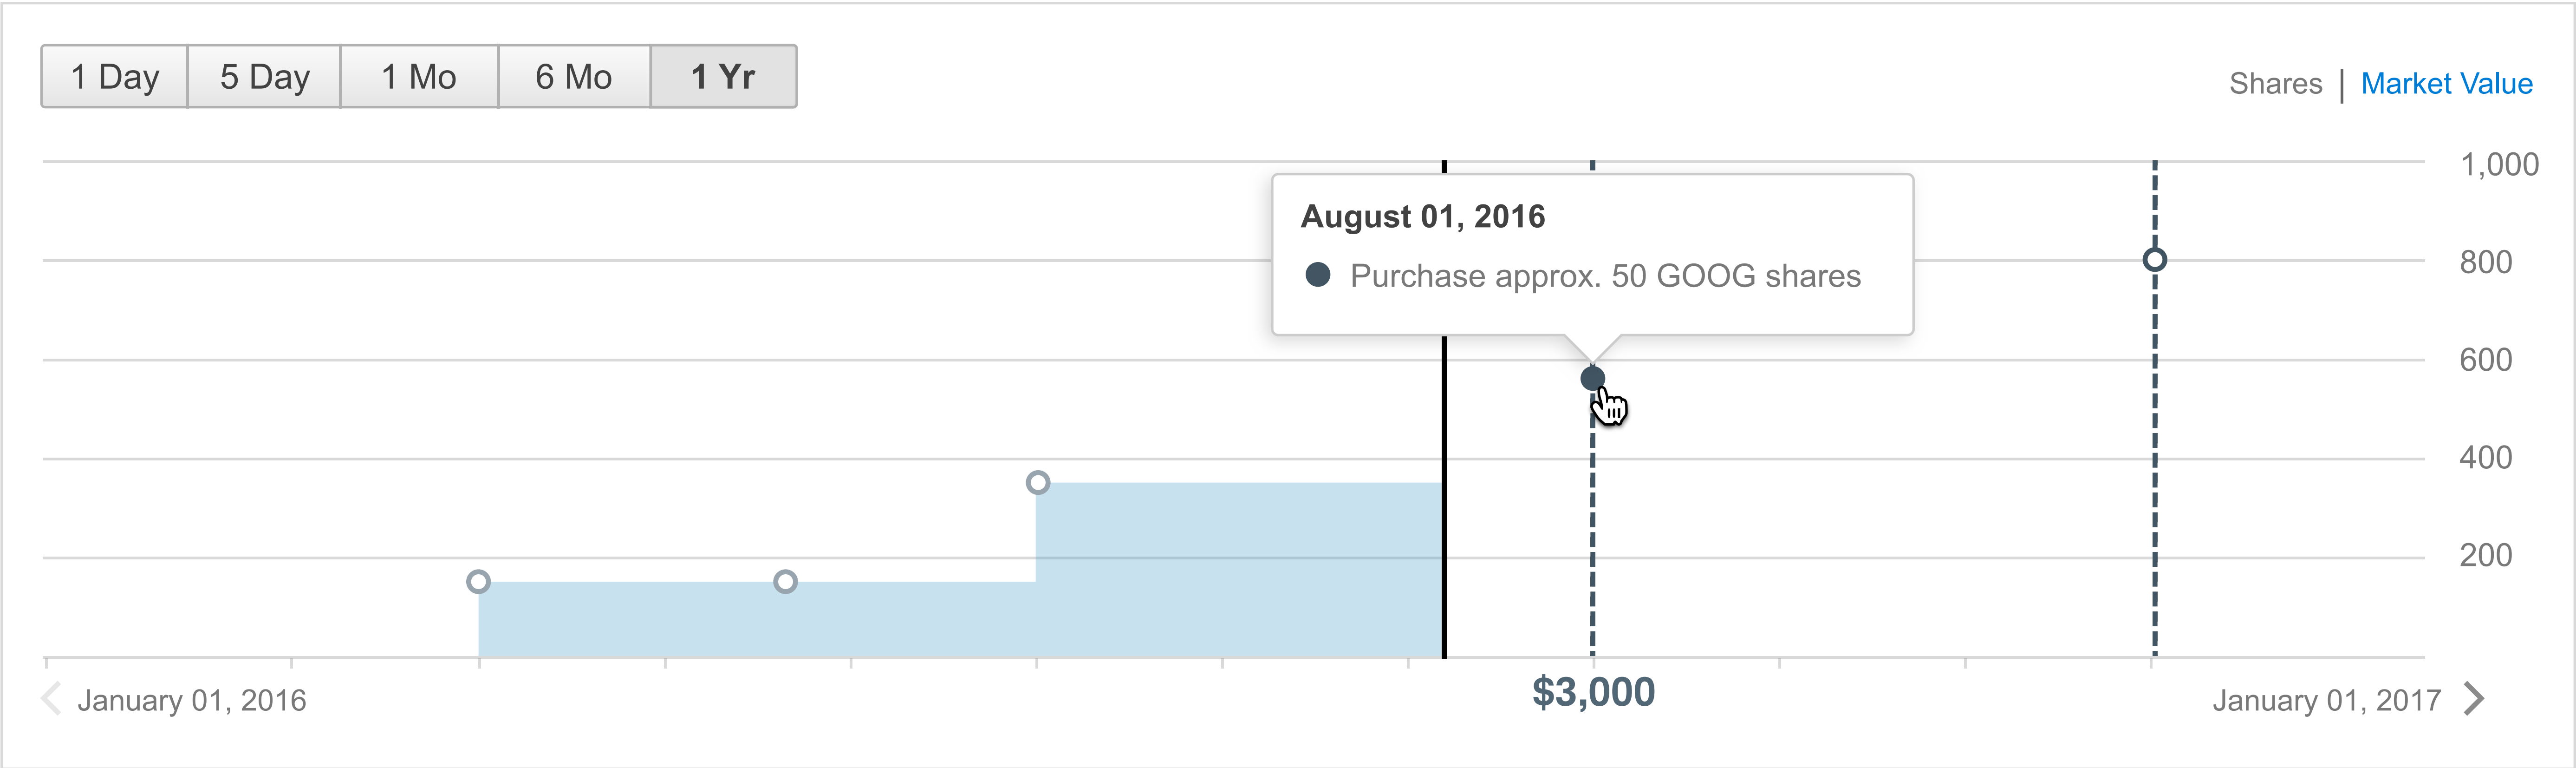 1 Day 5 Day 1 Mo 6 Mo 1 Yr
Shares | Market Value
1,000
August 01, 2016
Purchase approx. 50 GOOG shares
800
600
400
200
January 01, 2016
$3,000
January 01, 2017